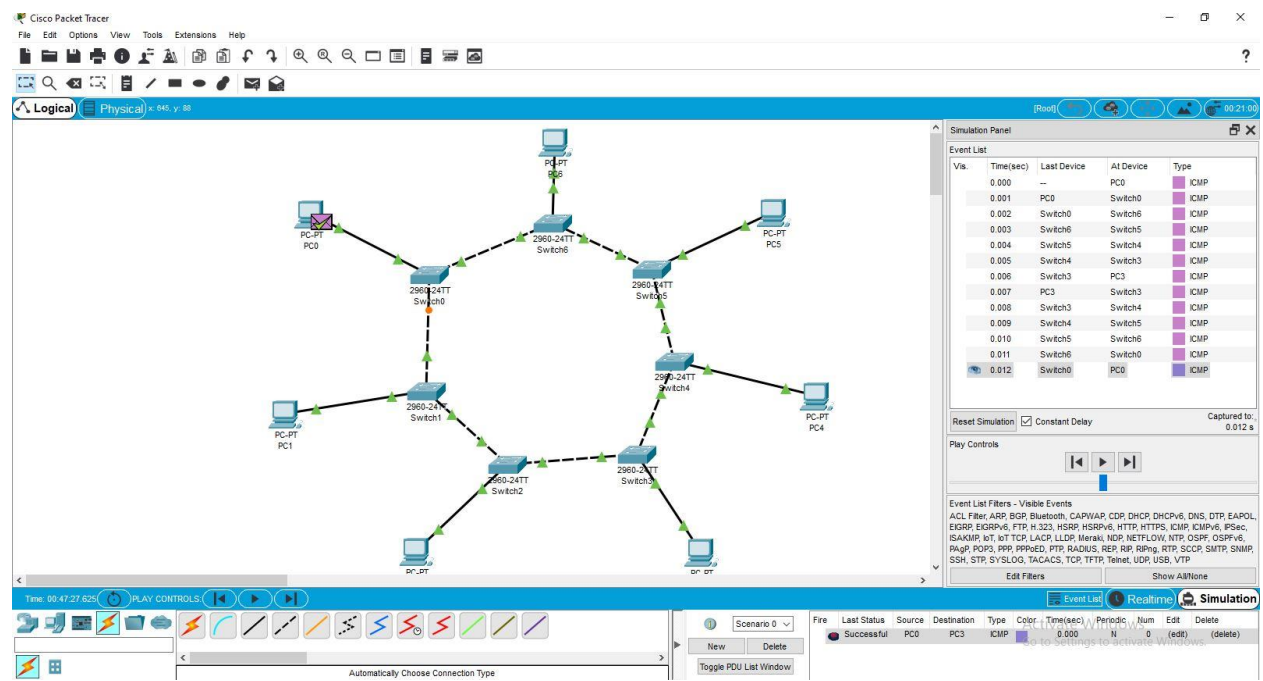 Cisco Packet Tracer
File Edit Options View Tools Extensions Help
?
Logical Physical x: 645, y: 88 [Root] 00:21:00
PC-PT
PC6
PC-PT
PC0
2960-24TT
Switch6
PC-PT
PC5
2960-24TT
Switch0
2960-24TT
Switch5
2960-24TT
Switch4
2960-24TT
Switch1
PC-PT
PC4
PC-PT
PC1
2960-24TT
Switch2
2960-24TT
Switch3
PC-PT
PC-PT
Simulation Panel
Event List
Vis. Time(sec) Last Device At Device Type
0.000 -- PC0 ICMP
0.001 PC0 Switch0 ICMP
0.002 Switch0 Switch6 ICMP
0.003 Switch6 Switch5 ICMP
0.004 Switch5 Switch4 ICMP
0.005 Switch4 Switch3 ICMP
0.006 Switch3 PC3 ICMP
0.007 PC3 Switch3 ICMP
0.008 Switch3 Switch4 ICMP
0.009 Switch4 Switch5 ICMP
0.010 Switch5 Switch6 ICMP
0.011 Switch6 Switch0 ICMP
0.012 Switch0 PC0 ICMP
Reset Simulation Constant Delay Captured to:
0.012 s
Play Controls
Event List Filters - Visible Events
ACL Filter, ARP, BGP, Bluetooth, CAPWAP, CDP, DHCP, DHCPv6, DNS, DTP, EAPOL,
EIGRP, EIGRPv6, FTP, H.323, HSRP, HSRPv6, HTTP, HTTPS, ICMP, ICMPv6, IPSec,
ISAKMP, IoT, IoT TCP, LACP, LLDP, Meraki, NDP, NETFLOW, NTP, OSPF, OSPFv6,
PAgP, POP3, PPP, PPPoED, PTP, RADIUS, REP, RIP, RIPng, RTP, SCCP, SMTP, SNMP,
SSH, STP, SYSLOG, TACACS, TCP, TFTP, Telnet, UDP, USB, VTP
Edit Filters Show All/None
Time: 00:47:27.625 PLAY CONTROLS: Event List Realtime Simulation
Scenario 0
New Delete
Toggle PDU List Window
Fire Last Status Source Destination Type Color Time(sec) Periodic Num Edit Delete
Successful PC0 PC3 ICMP 0.000 N 0 (edit) (delete)
Activate Windows
Go to Settings to activate Windows.
Automatically Choose Connection Type